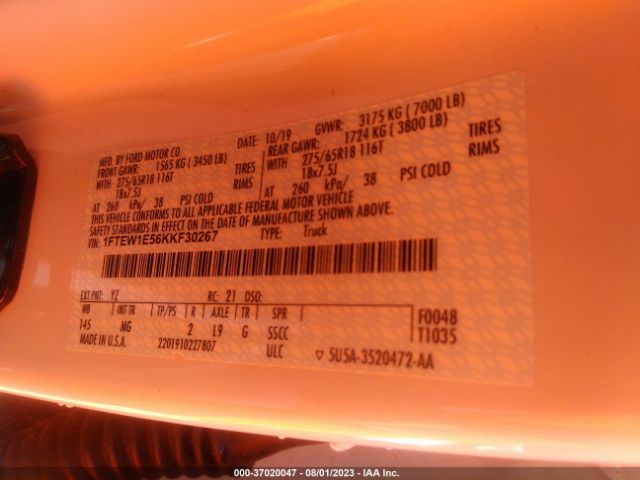 MFD. BY FORD MOTOR CO.
DATE: 10/19 GVWR: 3175 KG ( 7000 LB)
FRONT GAWR: 1565 KG ( 3450 LB) REAR GAWR: 1724 KG ( 3800 LB)
WITH 275/65R18 116T TIRES WITH 275/65R18 116T TIRES
18x7.5J RIMS 18x7.5J RIMS
AT 260 kPa/ 38 PSI COLD AT 260 kPa/ 38 PSI COLD
THIS VEHICLE CONFORMS TO ALL APPLICABLE FEDERAL MOTOR VEHICLE
SAFETY STANDARDS IN EFFECT ON THE DATE OF MANUFACTURE SHOWN ABOVE.
VIN: 1FTEW1E56KKF30267 TYPE: Truck
EXT PNT: YZ RC: 21 DSO:
WB INT TR TP/PS R AXLE TR SPR F0048
145 MG 2 L9 G SSCC T1035
MADE IN U.S.A. 2201910227807 ULC ▽ 5U5A-3520472-AA
000-37020047 - 08/01/2023 - IAA Inc.